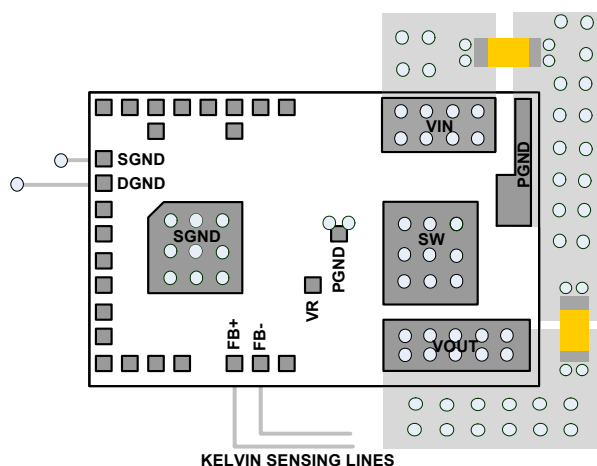 VIN
SGND
PGND
DGND
SGND
SW
PGND
VR
FB+
FB-
VOUT
KELVIN SENSING LINES